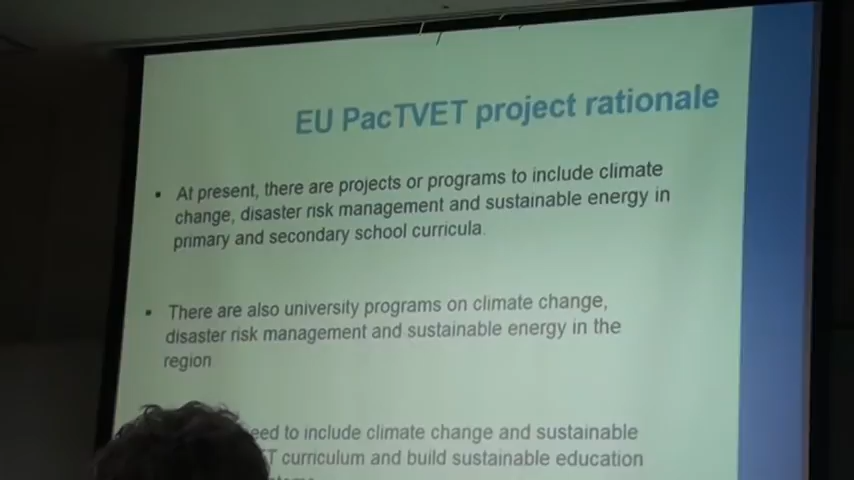 EU PacTVET project rationale
At present, there are projects or programs to include climate
change, disaster risk management and sustainable energy in
primary and secondary school curricula.
There are also university programs on climate change,
disaster risk management and sustainable energy in the
region
to include climate change and sustainable
curriculum and build sustainable education